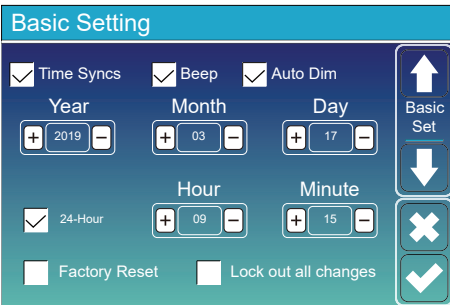 Basic Setting
Time Syncs Beep Auto Dim
Year Month Day
+ 2019 − + 03 − + 17 −
Basic
Set
Hour Minute
24-Hour + 09 − + 15 −
Factory Reset Lock out all changes